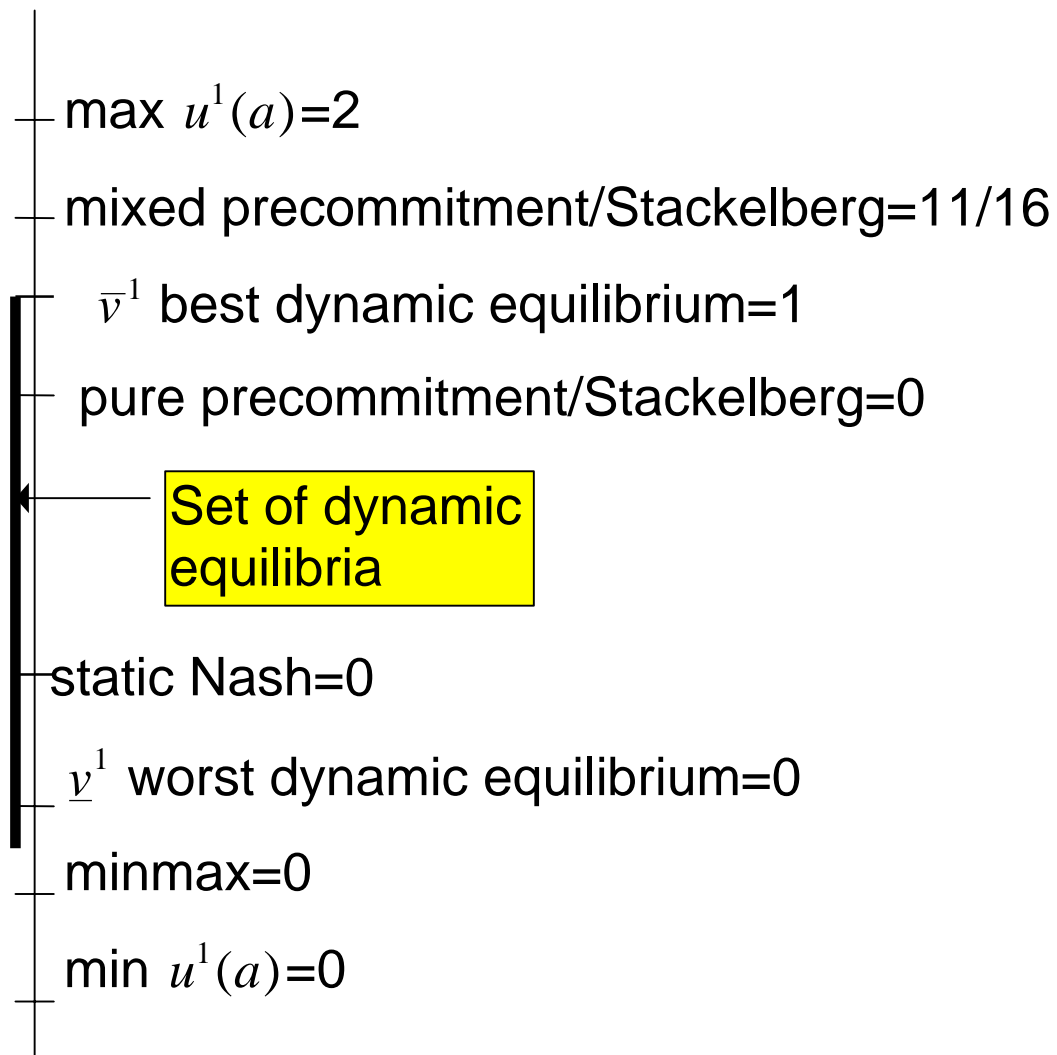 max u¹(a)=2
mixed precommitment/Stackelberg=11/16
v̅¹ best dynamic equilibrium=1
pure precommitment/Stackelberg=0
Set of dynamic
equilibria
static Nash=0
v̲¹ worst dynamic equilibrium=0
minmax=0
min u¹(a)=0